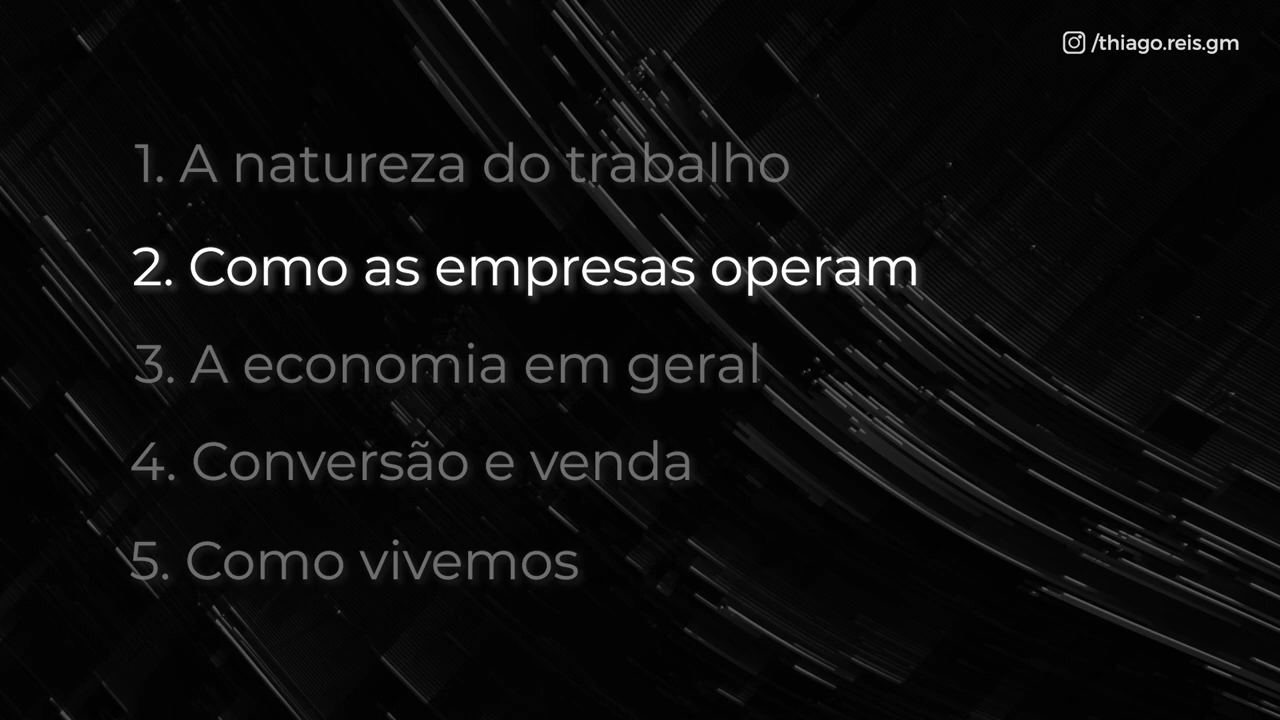 /thiago.reis.gm
1. A natureza do trabalho
2. Como as empresas operam
3. A economia em geral
4. Conversão e venda
5. Como vivemos